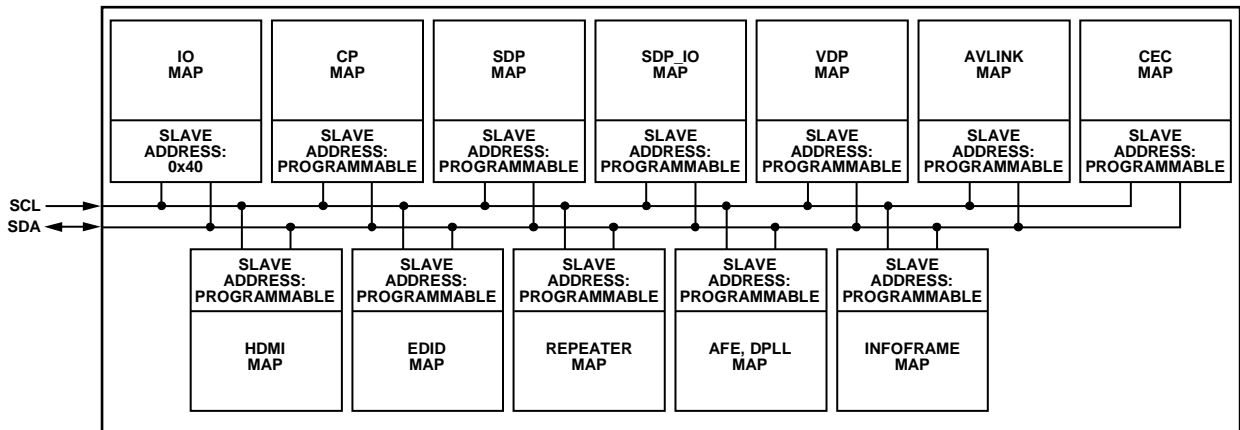 IO
MAP
CP
MAP
SDP
MAP
SDP_IO
MAP
VDP
MAP
AVLINK
MAP
CEC
MAP
SLAVE
ADDRESS:
0x40
SLAVE
ADDRESS:
PROGRAMMABLE
SLAVE
ADDRESS:
PROGRAMMABLE
SLAVE
ADDRESS:
PROGRAMMABLE
SLAVE
ADDRESS:
PROGRAMMABLE
SLAVE
ADDRESS:
PROGRAMMABLE
SLAVE
ADDRESS:
PROGRAMMABLE
SCL
SDA
SLAVE
ADDRESS:
PROGRAMMABLE
SLAVE
ADDRESS:
PROGRAMMABLE
SLAVE
ADDRESS:
PROGRAMMABLE
SLAVE
ADDRESS:
PROGRAMMABLE
SLAVE
ADDRESS:
PROGRAMMABLE
HDMI
MAP
EDID
MAP
REPEATER
MAP
AFE, DPLL
MAP
INFOFRAME
MAP